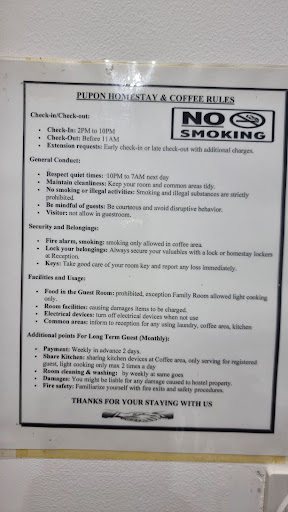 PUPON HOMESTAY & COFFEE RULES
NO
SMOKING
Check-in/Check-out:
• Check-In: 2PM to 10PM
• Check-Out: Before 11AM
• Extension requests: Early check-in or late check-out with additional charges.
General Conduct:
• Respect quiet times: 10PM to 7AM next day
• Maintain cleanliness: Keep your room and common areas tidy.
• No smoking or illegal activities: Smoking and illegal substances are strictly
prohibited.
• Be mindful of guests: Be courteous and avoid disruptive behavior.
• Visitor: not allow in guestroom.
Security and Belongings:
• Fire alarm, smoking: smoking only allowed in coffee area.
• Lock your belongings: Always secure your valuables with a lock or homestay lockers
at Reception.
• Keys: Take good care of your room key and report any loss immediately.
Facilities and Usage:
• Food in the Guest Room: prohibited, exception Family Room allowed light cooking
only.
• Room facilities: causing damages items to be charged.
• Electrical devices: turn off electrical devices when not use
• Common areas: inform to reception for any using laundry, coffee area, kitchen
Additional points For Long Term Guest (Monthly):
• Payment: Weekly in advance 2 days.
• Share Kitchen: sharing kitchen devices at Coffee area, only serving for registered
guest, light cooking only max 2 times a day
• Room cleaning & washing: by weekly at same goes
• Damages: You might be liable for any damage caused to hostel property.
• Fire safety: Familiarize yourself with fire exits and safety procedures.
THANKS FOR YOUR STAYING WITH US